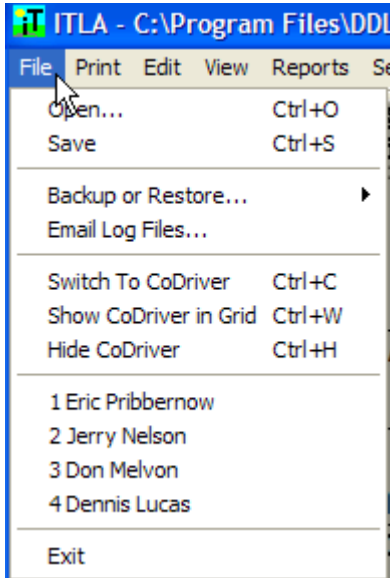 iT ITLA - C:\Program Files\DDL
File Print Edit View Reports
Open... Ctrl+O
Save Ctrl+S
Backup or Restore...
Email Log Files...
Switch To CoDriver Ctrl+C
Show CoDriver in Grid Ctrl+W
Hide CoDriver Ctrl+H
1 Eric Pribbernow
2 Jerry Nelson
3 Don Melvon
4 Dennis Lucas
Exit